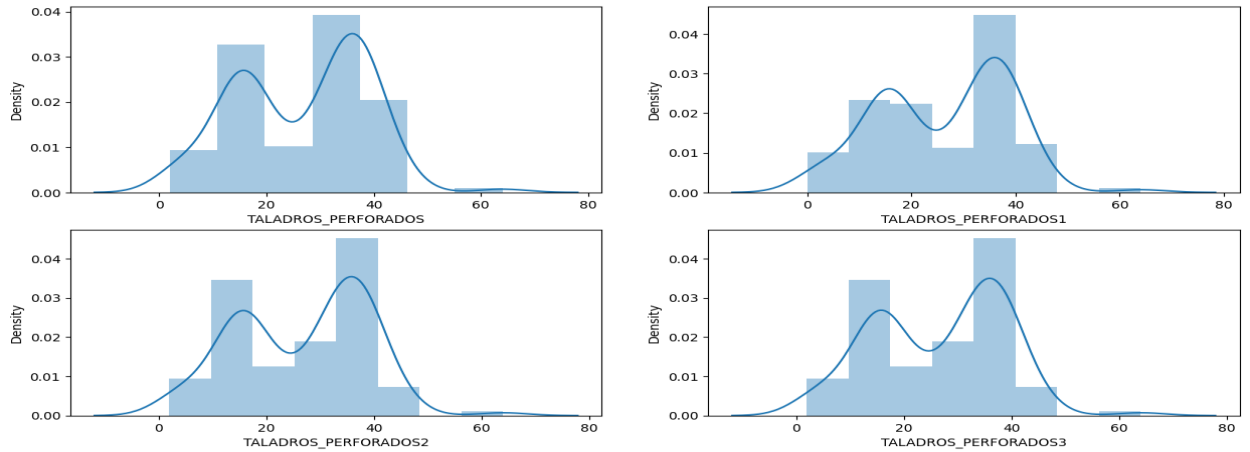 0.04
0.03
0.02
0.01
0.00
Density
0 20 40 60 80
TALADROS_PERFORADOS
0.04
0.03
0.02
0.01
0.00
Density
0 20 40 60 80
TALADROS_PERFORADOS1
0.04
0.03
0.02
0.01
0.00
Density
0 20 40 60 80
TALADROS_PERFORADOS2
0.04
0.03
0.02
0.01
0.00
Density
0 20 40 60 80
TALADROS_PERFORADOS3